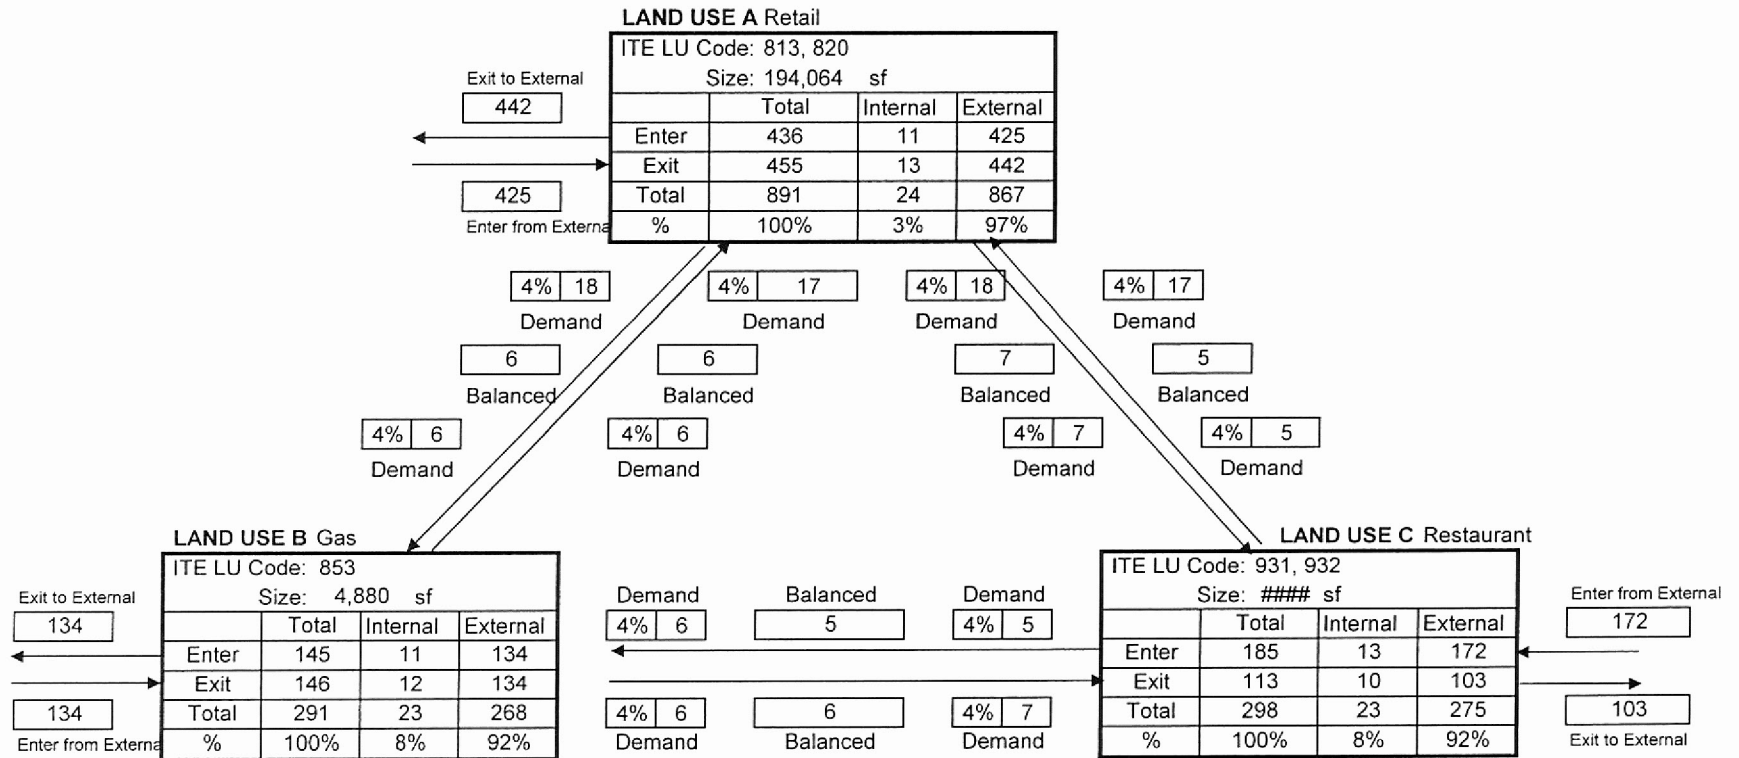 LAND USE A Retail
ITE LU Code: 813, 820
Size: 194,064 sf
Total Internal External
Enter 436 11 425
Exit 455 13 442
Total 891 24 867
% 100% 3% 97%
Exit to External
442
425
Enter from Externa
4% 18 4% 17 4% 18 4% 17
Demand Demand Demand Demand
6 6 7 5
Balanced Balanced Balanced Balanced
4% 6 4% 6 4% 7 4% 5
Demand Demand Demand Demand
LAND USE B Gas
ITE LU Code: 853
Size: 4,880 sf
Total Internal External
Enter 145 11 134
Exit 146 12 134
Total 291 23 268
% 100% 8% 92%
Exit to External
134
134
Enter from Externa
Demand Balanced Demand
4% 6 5 4% 5
4% 6 6 4% 7
Demand Balanced Demand
LAND USE C Restaurant
ITE LU Code: 931, 932
Size: #### sf
Total Internal External
Enter 185 13 172
Exit 113 10 103
Total 298 23 275
% 100% 8% 92%
Enter from External
172
103
Exit to External